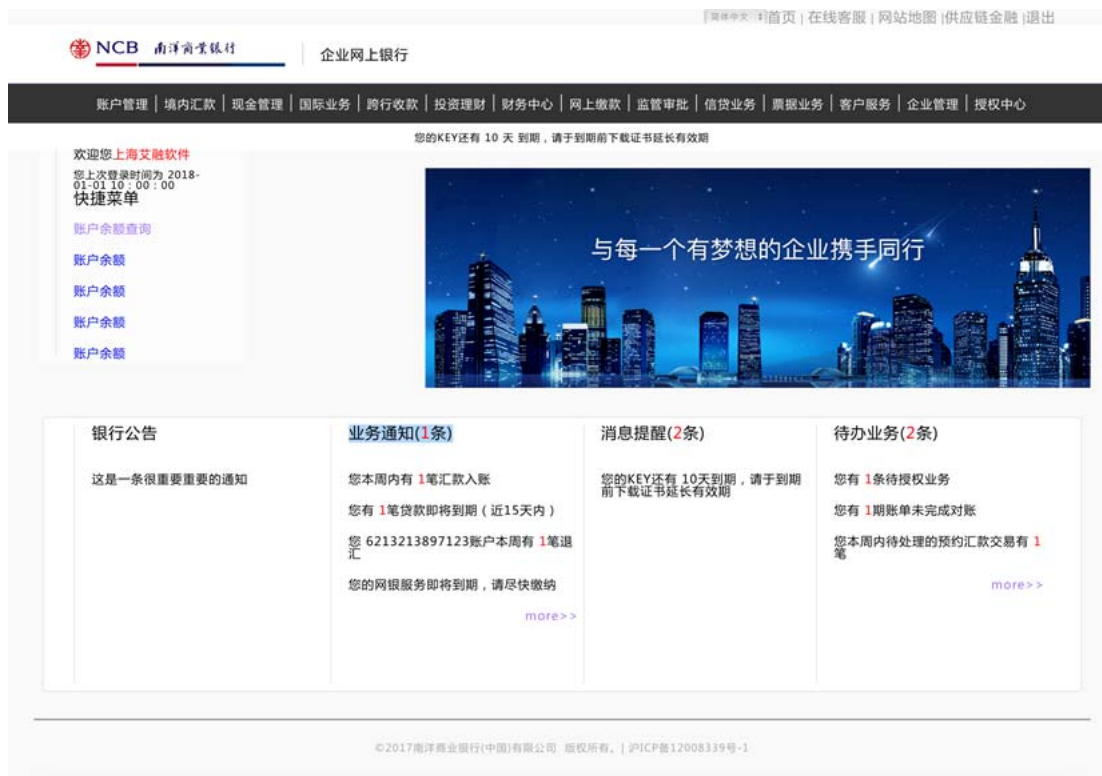 简体中文 首页 | 在线客服 | 网站地图 |供应链金融 |退出
NCB 南洋商业银行 企业网上银行
账户管理 | 境内汇款 | 现金管理 | 国际业务 | 跨行收款 | 投资理财 | 财务中心 | 网上缴款 | 监管审批 | 信贷业务 | 票据业务 | 客户服务 | 企业管理 | 授权中心
您的KEY还有 10 天 到期，请于到期前下载证书延长有效期
欢迎您上海艾融软件
您上次登录时间为 2018-
01-01 10：00：00
快捷菜单
账户余额查询
账户余额
账户余额
账户余额
账户余额
与每一个有梦想的企业携手同行
银行公告
这是一条很重要重要的通知
业务通知(1条)
您本周内有 1笔汇款入账
您有 1笔贷款即将到期（近15天内）
您 6213213897123账户本周有 1笔退
汇
您的网银服务即将到期，请尽快缴纳
more>>
消息提醒(2条)
您的KEY还有 10天到期，请于到期
前下载证书延长有效期
待办业务(2条)
您有 1条待授权业务
您有 1期账单未完成对账
您本周内待处理的预约汇款交易有 1
笔
more>>
©2017南洋商业银行(中国)有限公司 版权所有。| 沪ICP备12008339号-1